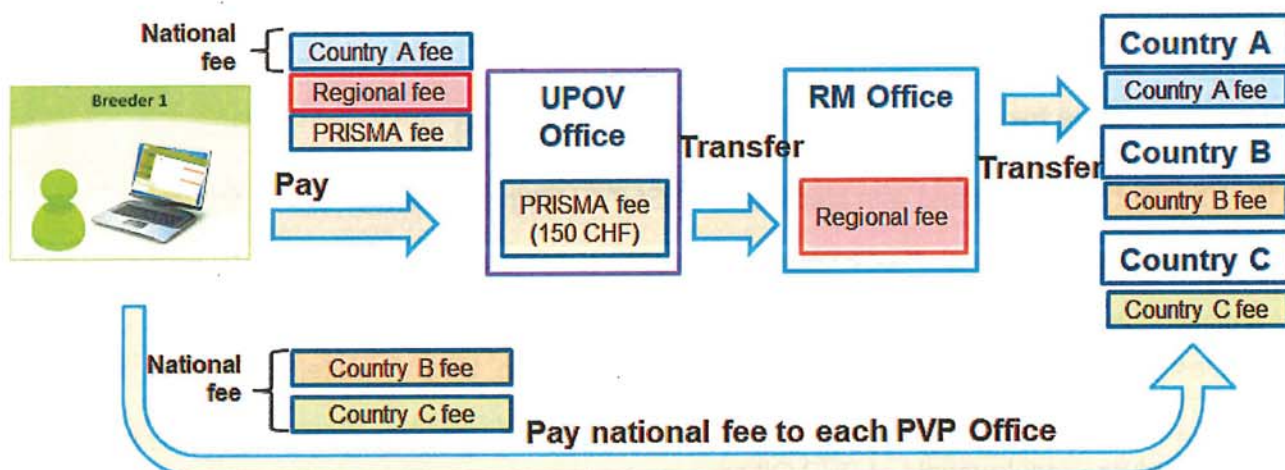 National
fee
Country A fee
Regional fee
PRISMA fee
Breeder 1
Pay
UPOV
Office
PRISMA fee
(150 CHF)
Transfer
RM Office
Regional fee
Transfer
Country A
Country A fee
Country B
Country B fee
Country C
Country C fee
National
fee
Country B fee
Country C fee
Pay national fee to each PVP Office